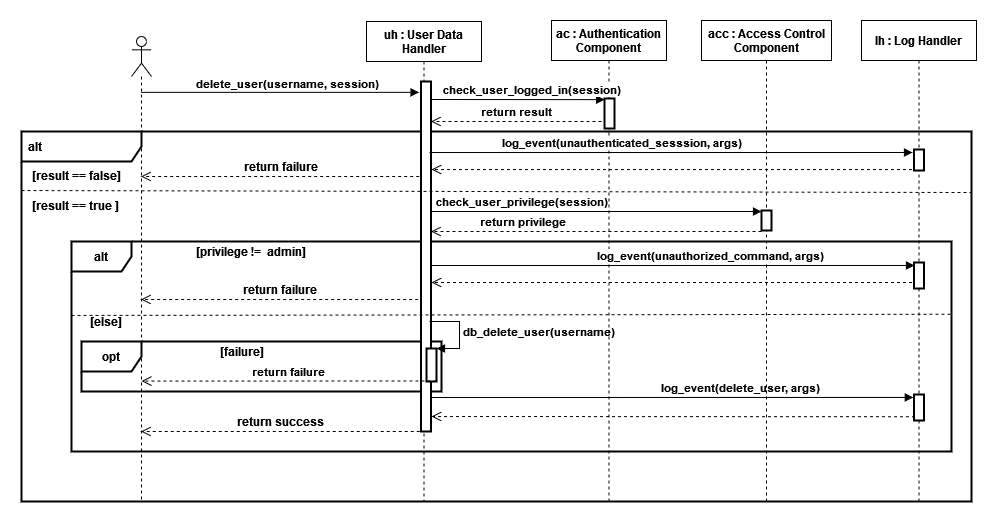 uh : User Data
Handler
ac : Authentication
Component
acc : Access Control
Component
lh : Log Handler
delete_user(username, session)
check_user_logged_in(session)
return result
alt
log_event(unauthenticated_sesssion, args)
return failure
[result == false]
[result == true ]
check_user_privilege(session)
return privilege
alt
[privilege != admin]
log_event(unauthorized_command, args)
return failure
[else]
db_delete_user(username)
opt
[failure]
return failure
log_event(delete_user, args)
return success